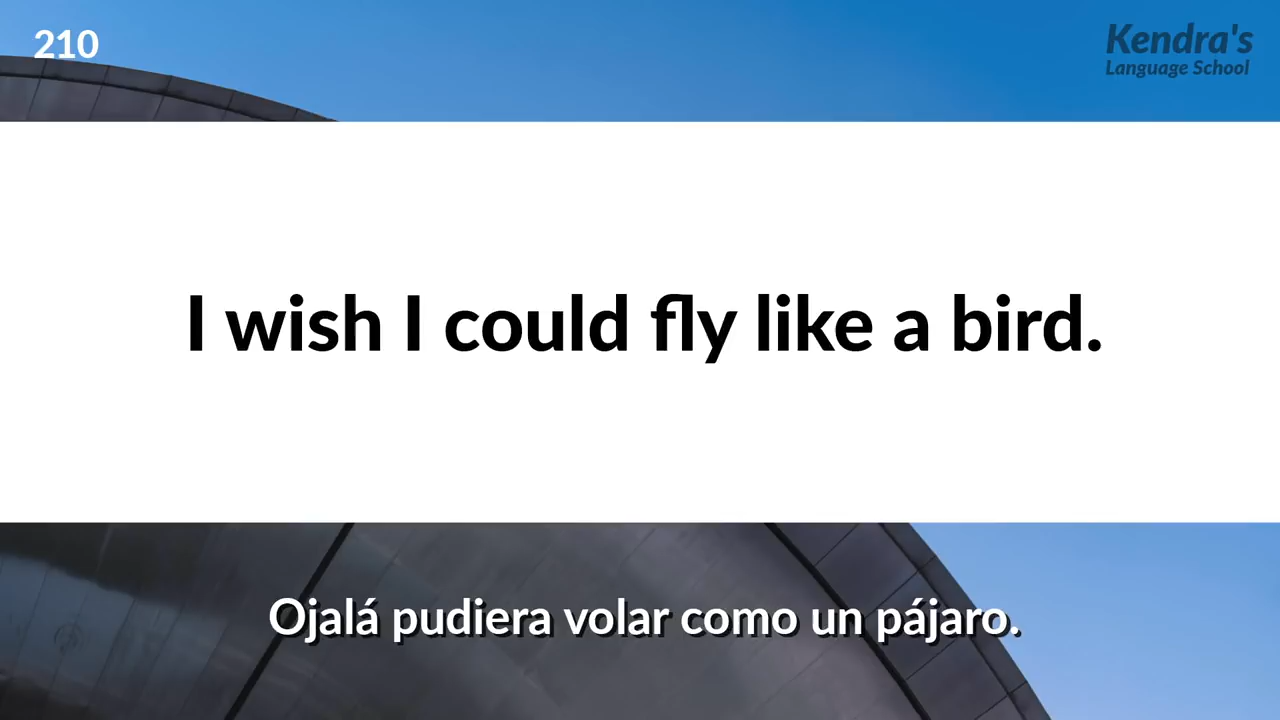 210
Kendra's
Language School
I wish I could fly like a bird.
Ojalá pudiera volar como un pájaro.